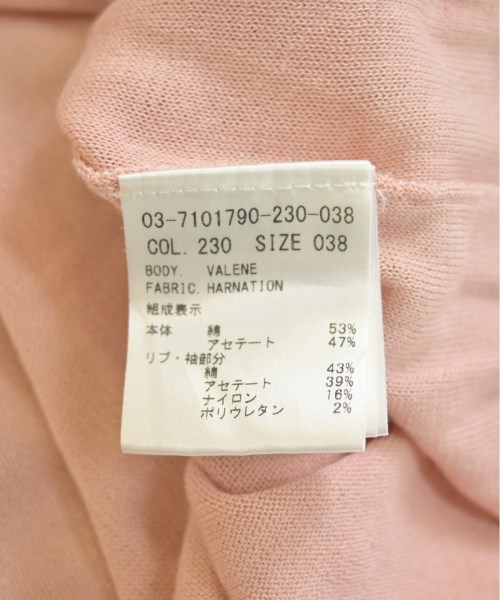 03-7101790-230-038
COL. 230 SIZE 038
BODY. VALENE
FABRIC. HARNATION
組成表示
本体 綿 53%
アセテート 47%
リブ・袖部分
綿 43%
アセテート 39%
ナイロン 16%
ポリウレタン 2%